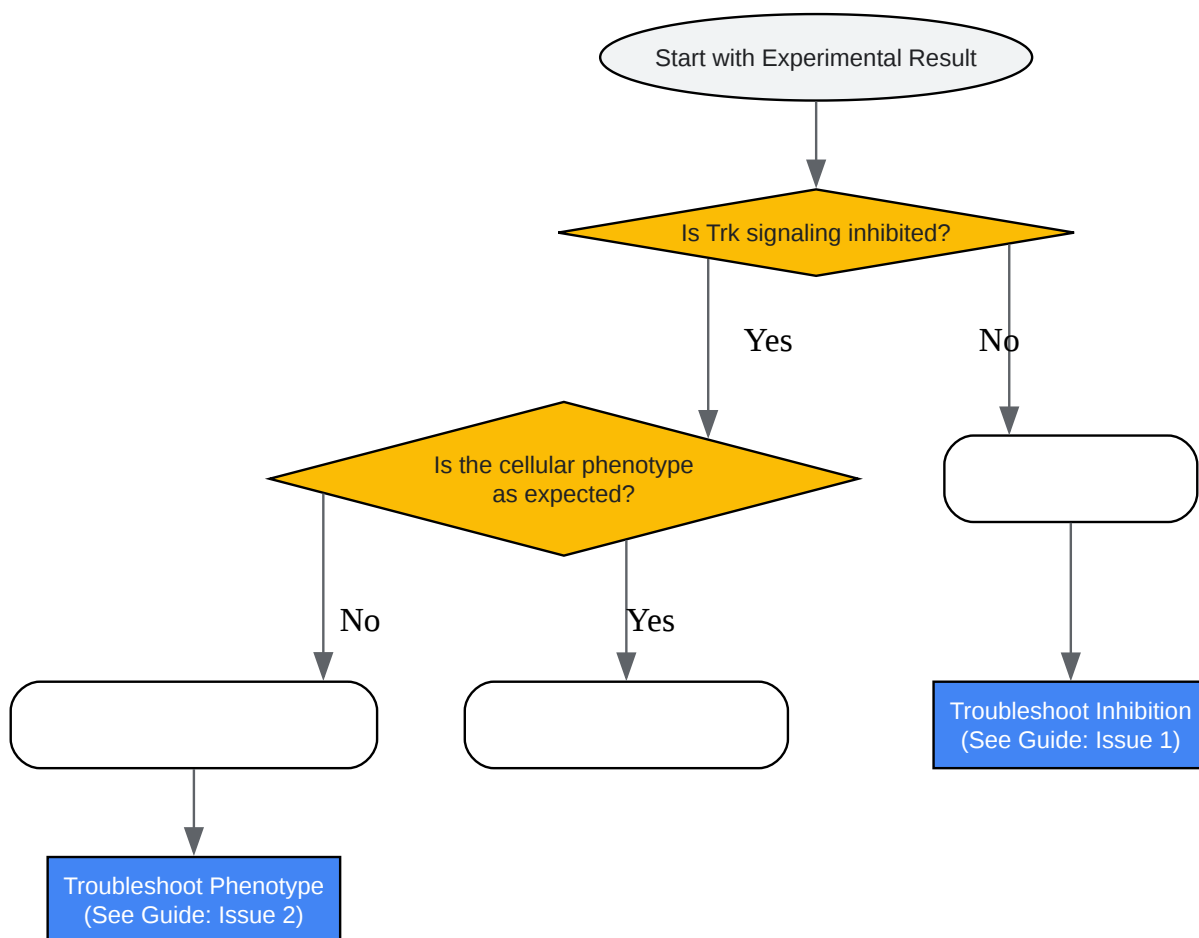 Start with Experimental Result
Is Trk signaling inhibited?
Yes
No
Is the cellular phenotype
as expected?
No
Yes
Troubleshoot Inhibition
(See Guide: Issue 1)
Troubleshoot Phenotype
(See Guide: Issue 2)